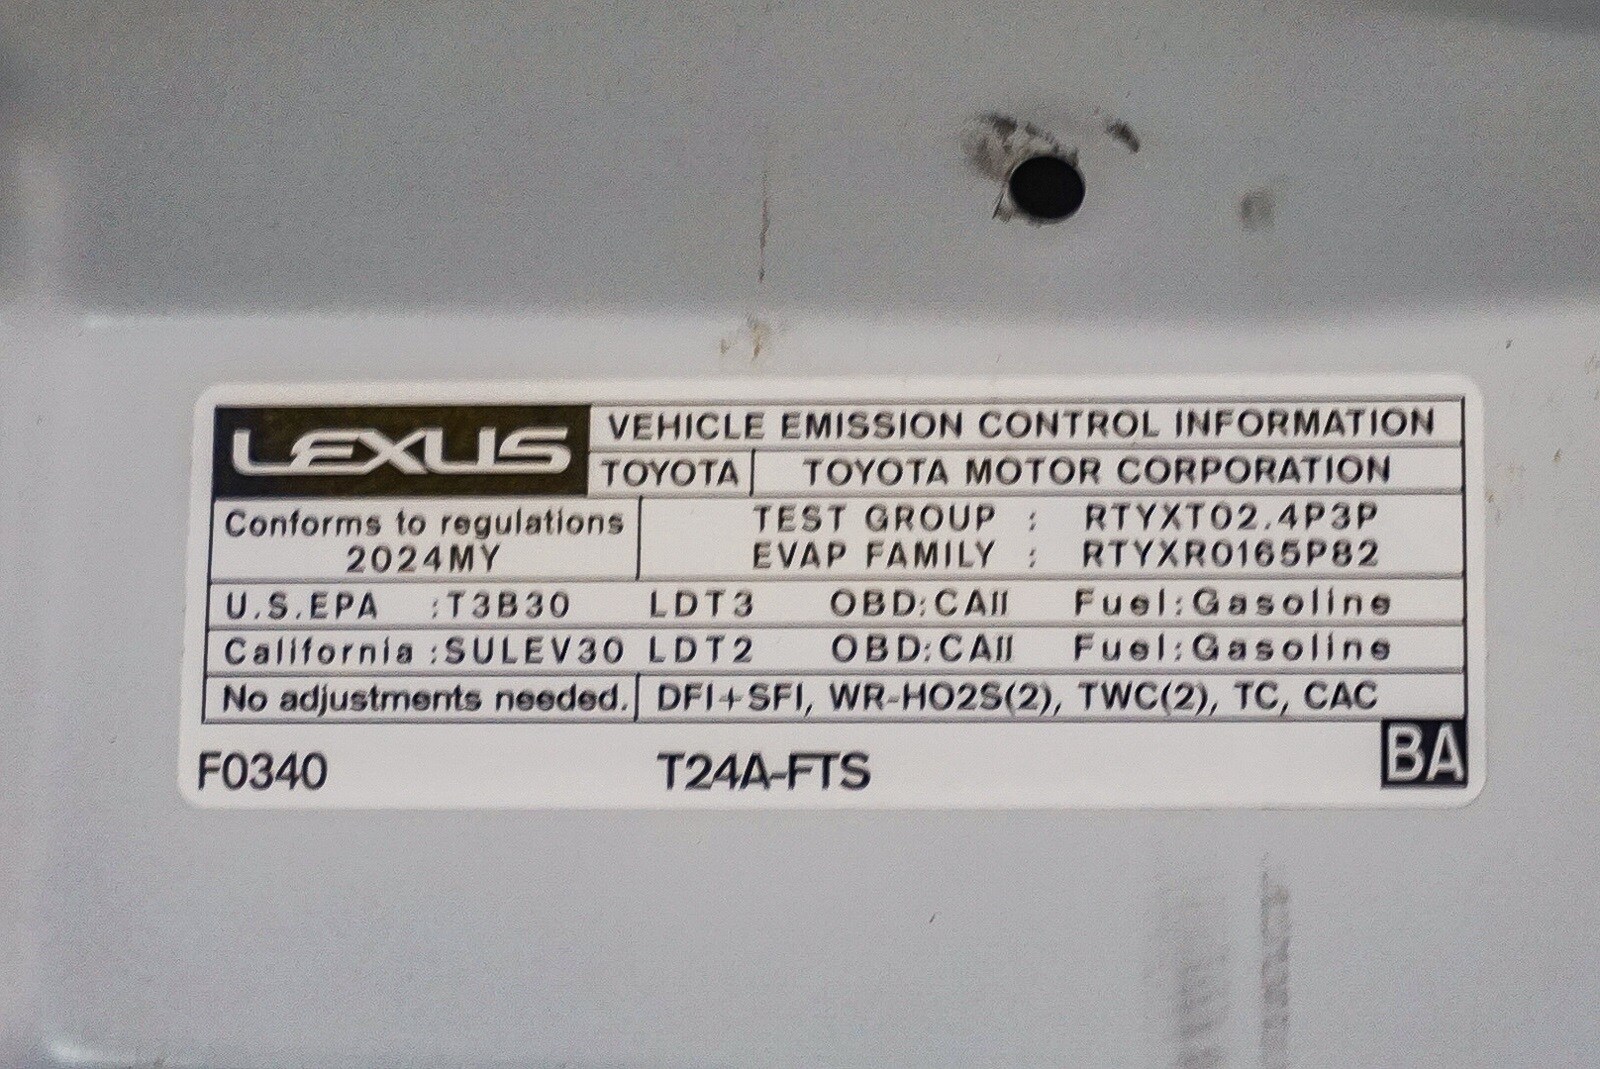 LEXUS
VEHICLE EMISSION CONTROL INFORMATION
TOYOTA TOYOTA MOTOR CORPORATION
Conforms to regulations
2024MY
TEST GROUP : RTYXT02.4P3P
EVAP FAMILY : RTYXR0165P82
U.S.EPA :T3B30 LDT3 OBD:CAII Fuel:Gasoline
California :SULEV30 LDT2 OBD:CAII Fuel:Gasoline
No adjustments needed. DFI+SFI, WR-HO2S(2), TWC(2), TC, CAC
F0340 T24A-FTS BA